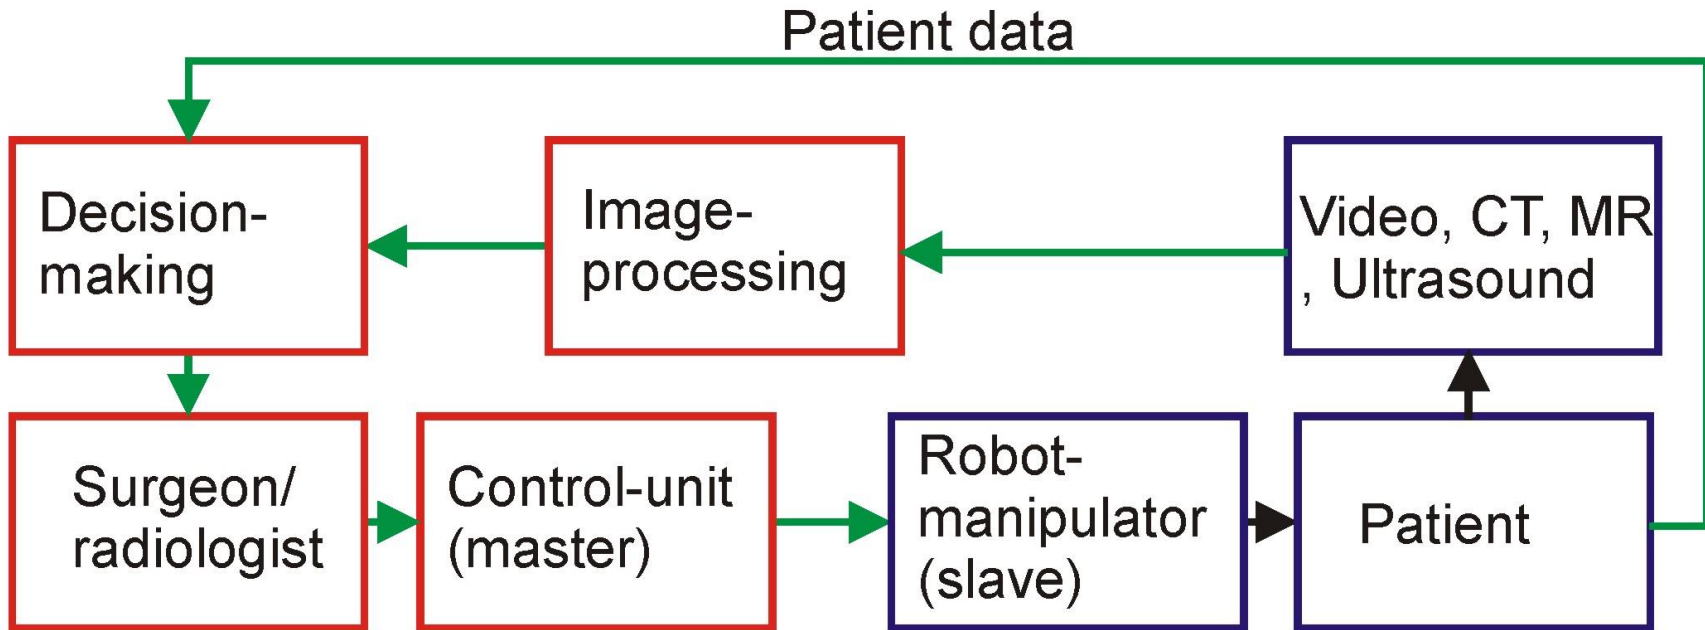 Patient data
Decision-
making
Image-
processing
Video, CT, MR
, Ultrasound
Surgeon/
radiologist
Control-unit
(master)
Robot-
manipulator
(slave)
Patient